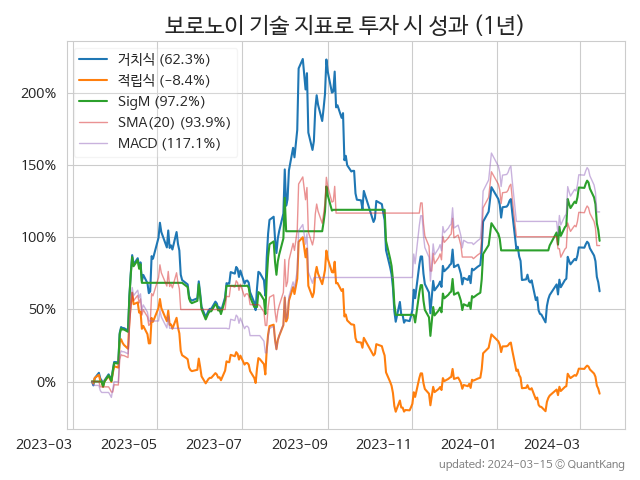 보로노이 기술 지표로 투자 시 성과 (1년)
거치식 (62.3%)
적립식 (−8.4%)
SigM (97.2%)
SMA(20) (93.9%)
MACD (117.1%)
200%
150%
100%
50%
0%
2023-03 2023-05 2023-07 2023-09 2023-11 2024-01 2024-03
updated: 2024-03-15 ⓒ QuantKang